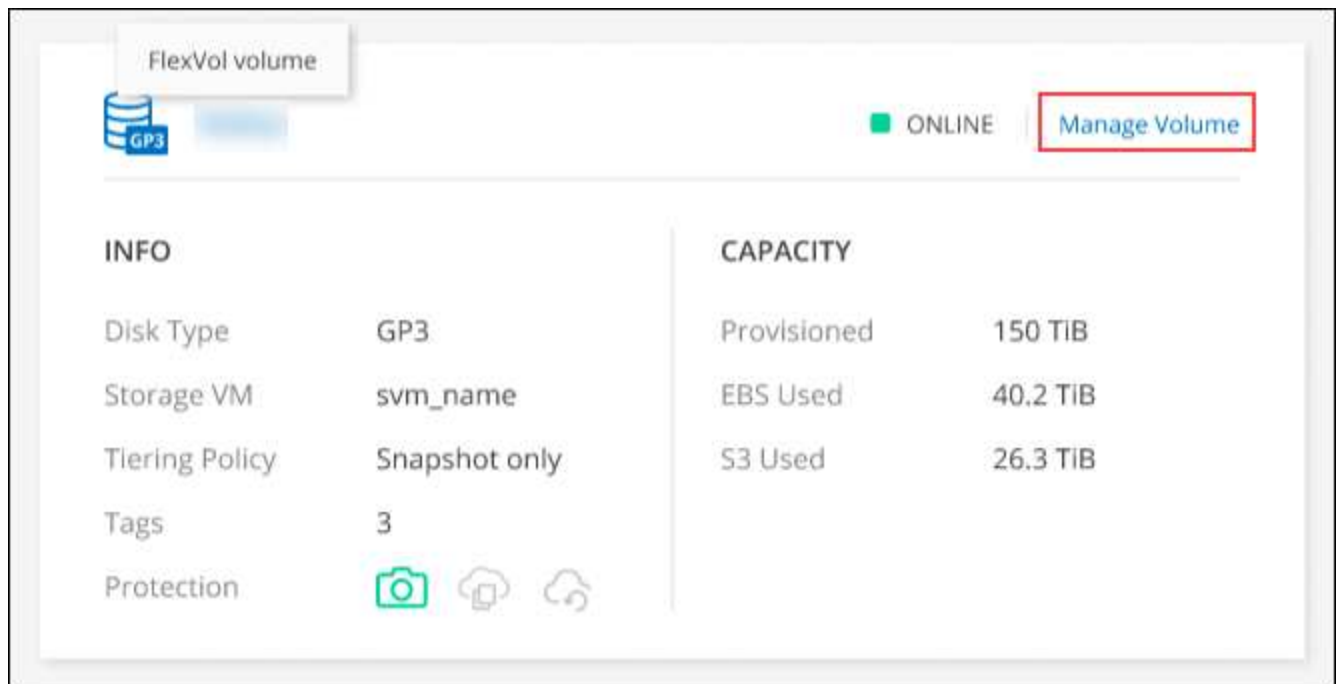 FlexVol volume
GP3
ONLINE
Manage Volume
INFO
Disk Type GP3
Storage VM svm_name
Tiering Policy Snapshot only
Tags 3
Protection
CAPACITY
Provisioned 150 TiB
EBS Used 40.2 TiB
S3 Used 26.3 TiB